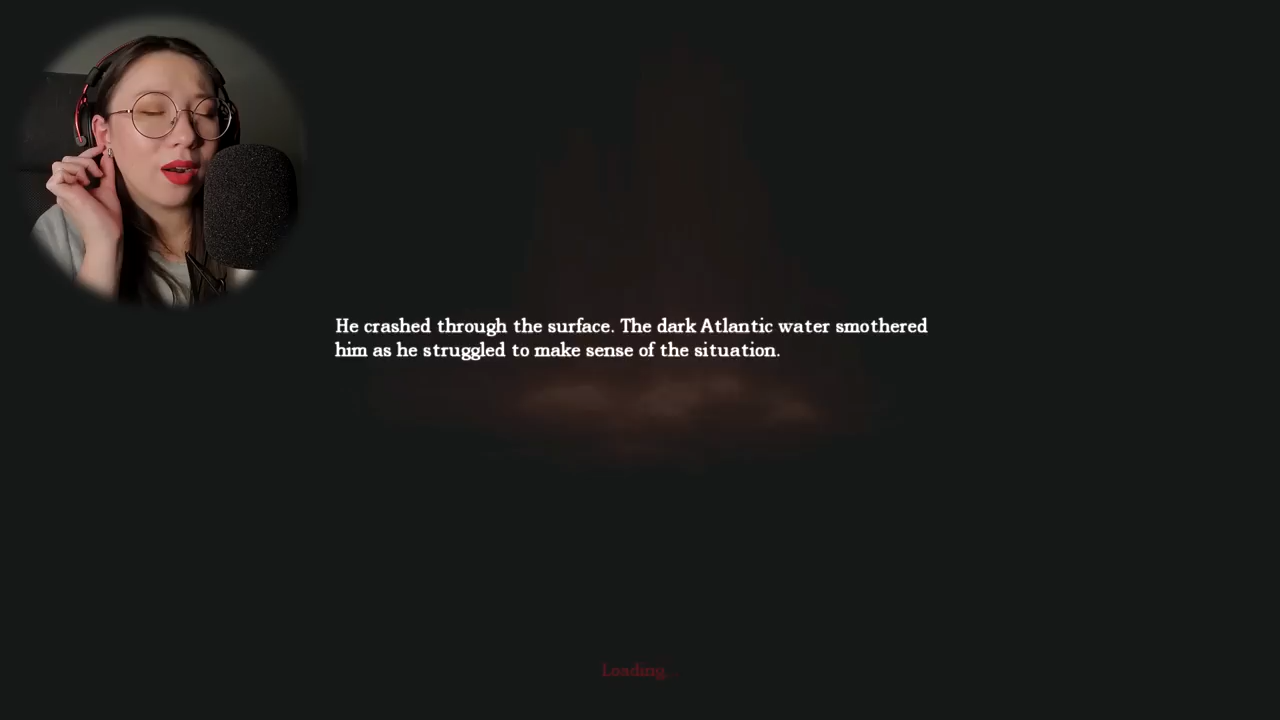 He crashed through the surface. The dark Atlantic water smothered
him as he struggled to make sense of the situation.
Loading.